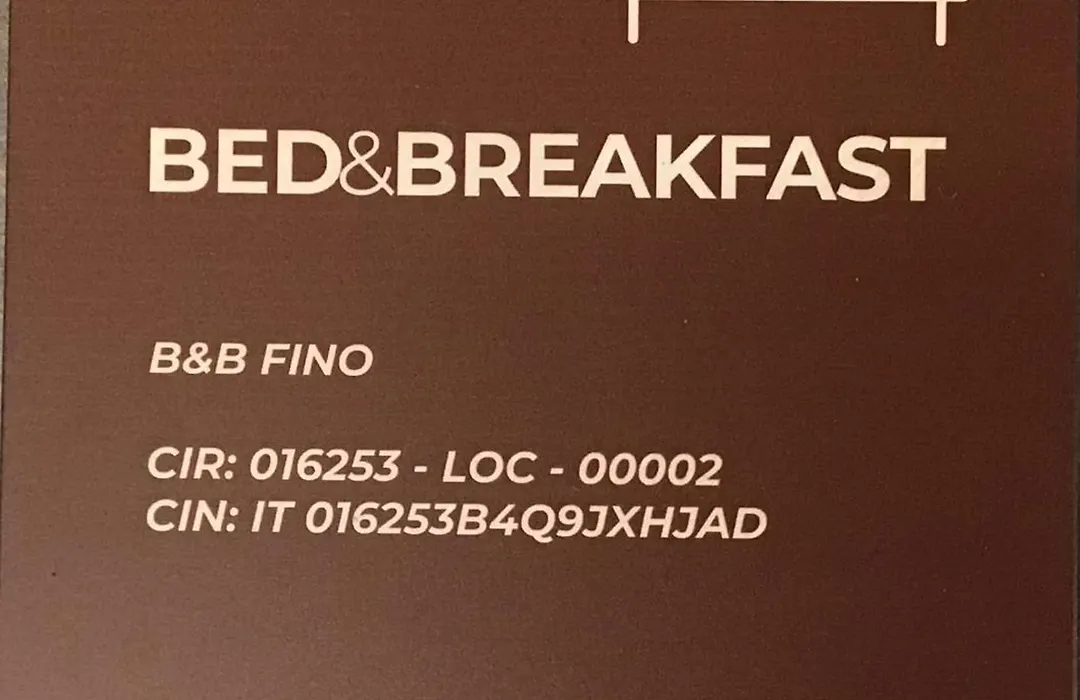 BED&BREAKFAST
B&B FINO
CIR: 016253 - LOC - 00002
CIN: IT 016253B4Q9JXHJAD